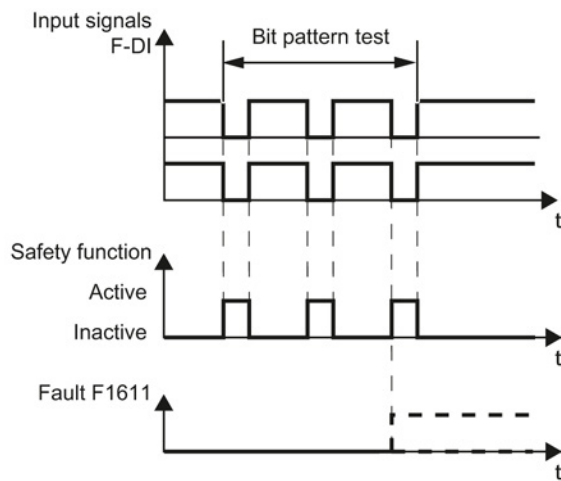 Input signals
F-DI
Bit pattern test
t
Safety function
Active
Inactive
t
Fault F1611
t